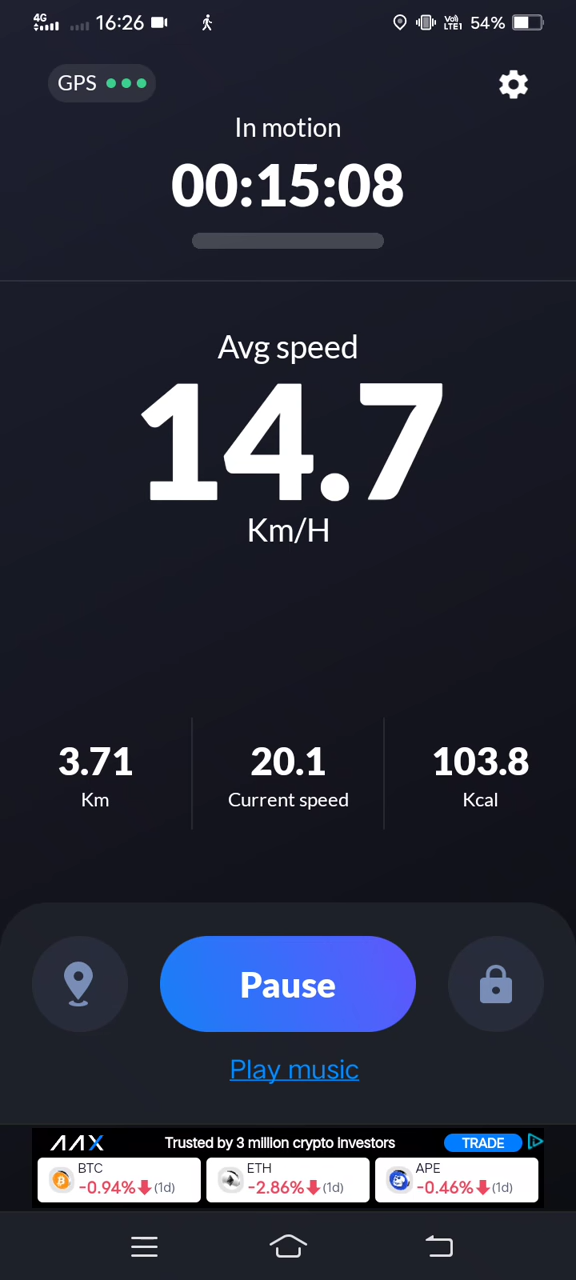 4G 16:26 VoD LTE1 54%
GPS
In motion
00:15:08
Avg speed
14.7
Km/H
3.71 20.1 103.8
Km Current speed Kcal
Pause
Play music
AAX Trusted by 3 million crypto investors TRADE
BTC ETH APE
-0.94% (1d) -2.86% (1d) -0.46% (1d)